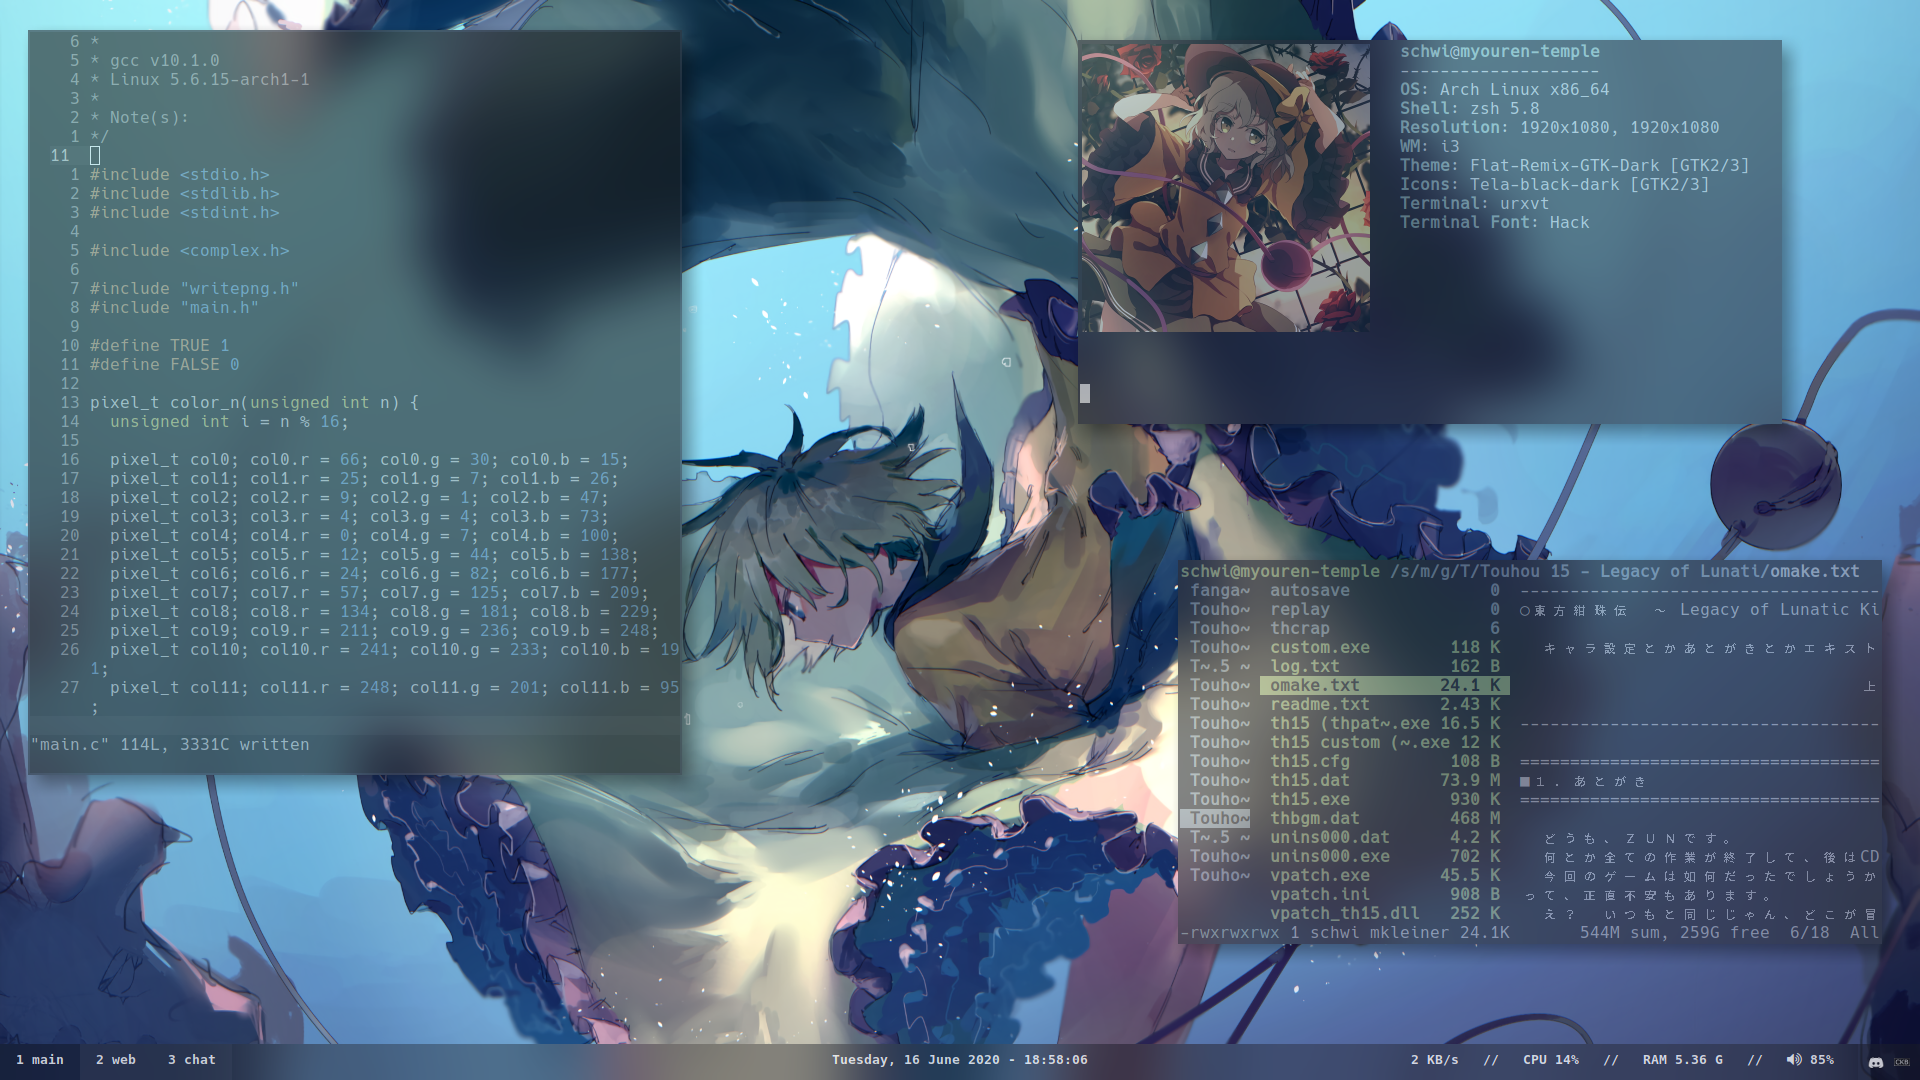 6 *
5 * gcc v10.1.0
4 * Linux 5.6.15-arch1-1
3 *
2 * Note(s):
1 */
11
1 #include <stdio.h>
2 #include <stdlib.h>
3 #include <stdint.h>
4
5 #include <complex.h>
6
7 #include "writepng.h"
8 #include "main.h"
9
10 #define TRUE 1
11 #define FALSE 0
12
13 pixel_t color_n(unsigned int n) {
14 unsigned int i = n % 16;
15
16 pixel_t col0; col0.r = 66; col0.g = 30; col0.b = 15;
17 pixel_t col1; col1.r = 25; col1.g = 7; col1.b = 26;
18 pixel_t col2; col2.r = 9; col2.g = 1; col2.b = 47;
19 pixel_t col3; col3.r = 4; col3.g = 4; col3.b = 73;
20 pixel_t col4; col4.r = 0; col4.g = 7; col4.b = 100;
21 pixel_t col5; col5.r = 12; col5.g = 44; col5.b = 138;
22 pixel_t col6; col6.r = 24; col6.g = 82; col6.b = 177;
23 pixel_t col7; col7.r = 57; col7.g = 125; col7.b = 209;
24 pixel_t col8; col8.r = 134; col8.g = 181; col8.b = 229;
25 pixel_t col9; col9.r = 211; col9.g = 236; col9.b = 248;
26 pixel_t col10; col10.r = 241; col10.g = 233; col10.b = 19
1;
27 pixel_t col11; col11.r = 248; col11.g = 201; col11.b = 95
;
"main.c" 114L, 3331C written
schwi@myouren-temple
--------------------
OS: Arch Linux x86_64
Shell: zsh 5.8
Resolution: 1920x1080, 1920x1080
WM: i3
Theme: Flat-Remix-GTK-Dark [GTK2/3]
Icons: Tela-black-dark [GTK2/3]
Terminal: urxvt
Terminal Font: Hack
schwi@myouren-temple /s/m/g/T/Touhou 15 - Legacy of Lunati/omake.txt
fanga~ autosave 0 ------------------------------------
Touho~ replay 0 ○東方紺珠伝 ～ Legacy of Lunatic Ki
Touho~ thcrap 6
Touho~ custom.exe 118 K キャラ設定とかあとがきとかエキスト
T~.5 ~ log.txt 162 B
Touho~ omake.txt 24.1 K 上
Touho~ readme.txt 2.43 K
Touho~ th15 (thpat~.exe 16.5 K ------------------------------------
Touho~ th15 custom (~.exe 12 K
Touho~ th15.cfg 108 B ====================================
Touho~ th15.dat 73.9 M ■１．あとがき
Touho~ th15.exe 930 K ====================================
Touho~ thbgm.dat 468 M
T~.5 ~ unins000.dat 4.2 K どうも、ＺＵＮです。
Touho~ unins000.exe 702 K 何とか全ての作業が終了して、後はCD
Touho~ vpatch.exe 45.5 K 今回のゲームは如何だったでしょうか
vpatch.ini 908 B って、正直不安もあります。
vpatch_th15.dll 252 K え？ いつもと同じじゃん、どこが冒
-rwxrwxrwx 1 schwi mkleiner 24.1K 544M sum, 259G free 6/18 All
1 main 2 web 3 chat Tuesday, 16 June 2020 - 18:58:06 2 KB/s // CPU 14% // RAM 5.36 G // 85%